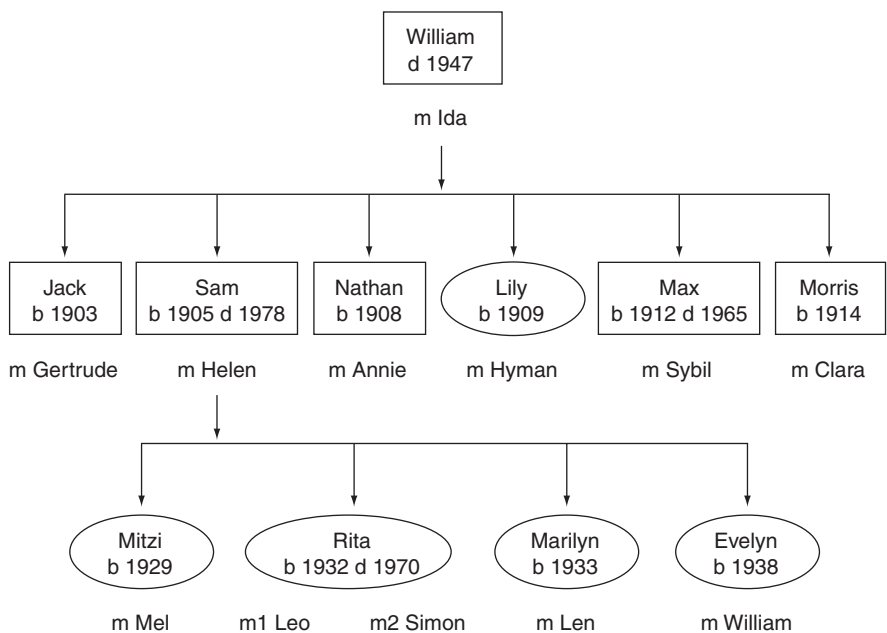 William
d 1947
m Ida
Jack
b 1903
Sam
b 1905 d 1978
Nathan
b 1908
Lily
b 1909
Max
b 1912 d 1965
Morris
b 1914
m Gertrude
m Helen
m Annie
m Hyman
m Sybil
m Clara
Mitzi
b 1929
Rita
b 1932 d 1970
Marilyn
b 1933
Evelyn
b 1938
m Mel
m1 Leo
m2 Simon
m Len
m William